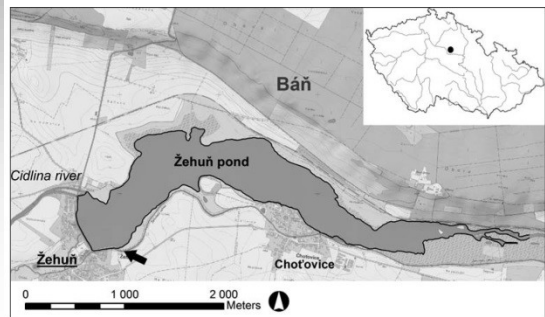 Báň
Žehuň pond
Cidlina river
Žehuň
Choťovice
0 1 000 2 000
Meters